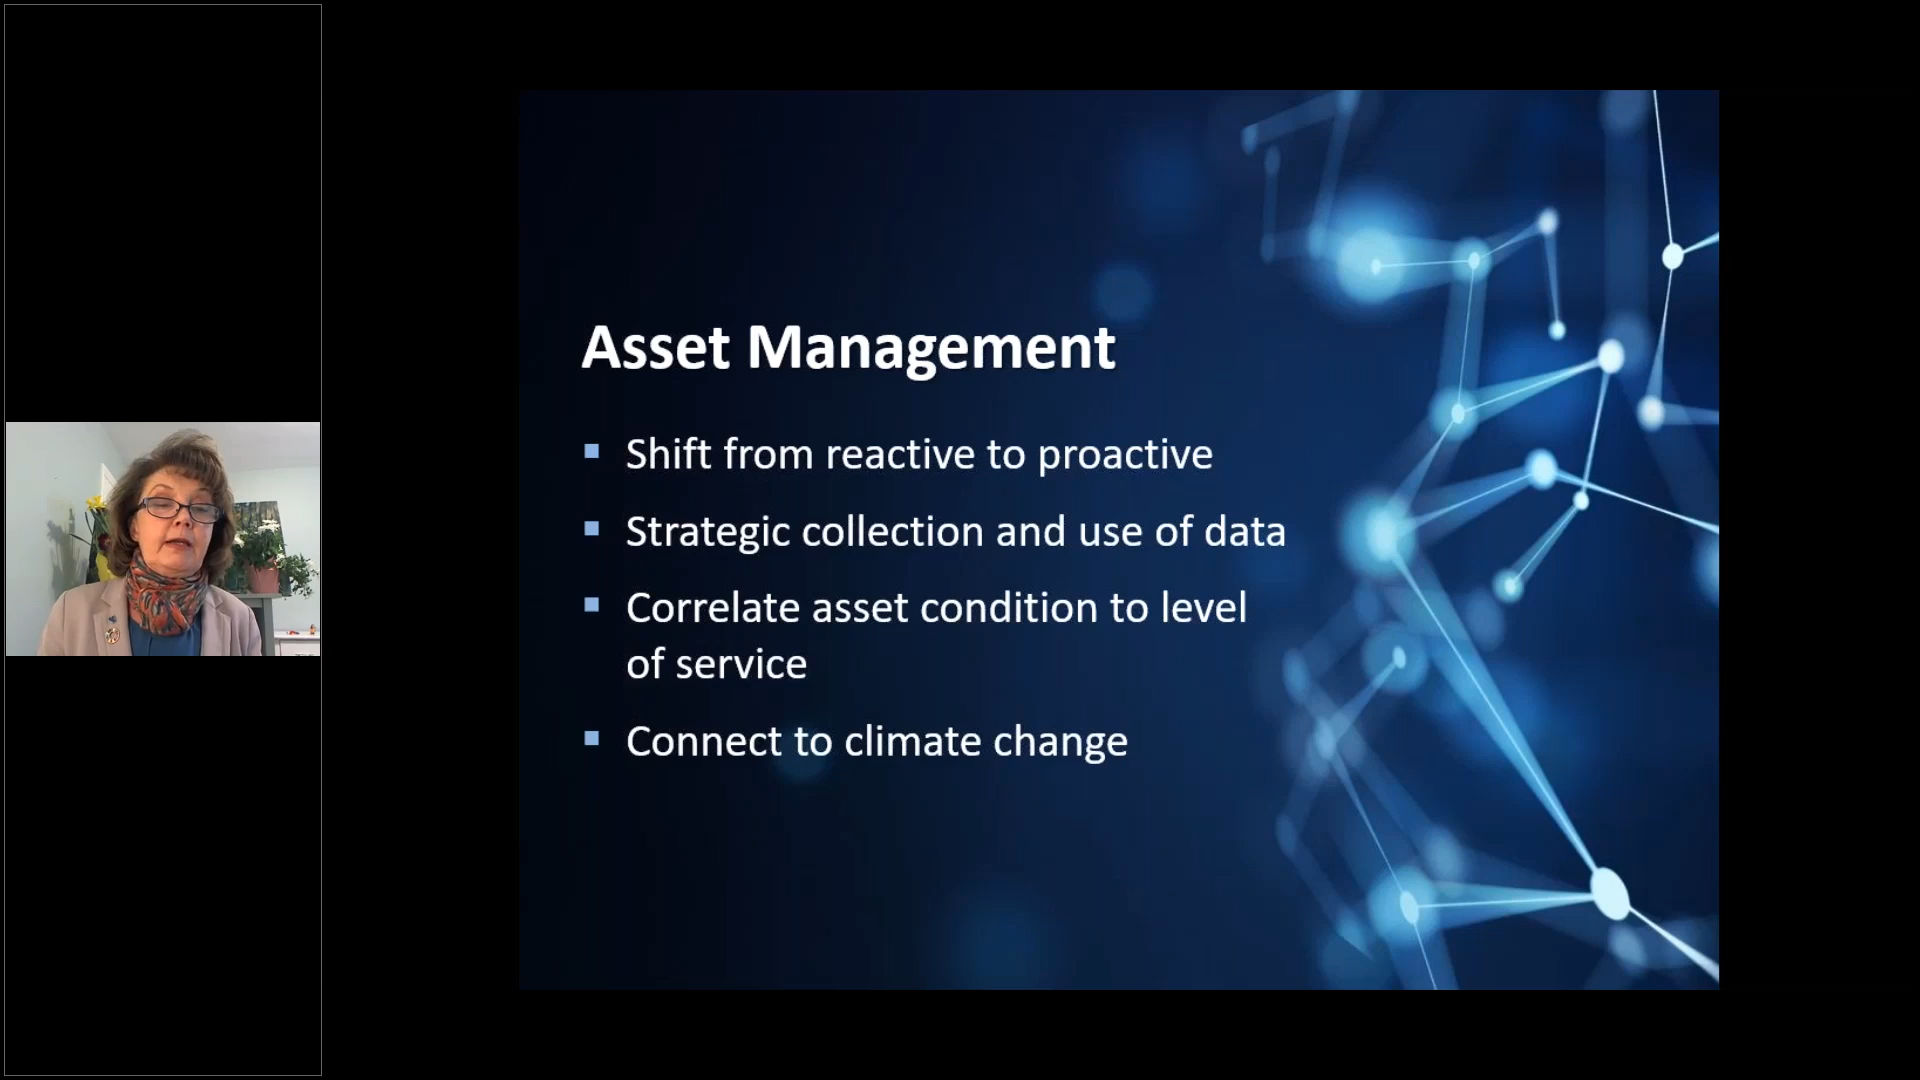 Asset Management
Shift from reactive to proactive
Strategic collection and use of data
Correlate asset condition to level
of service
Connect to climate change